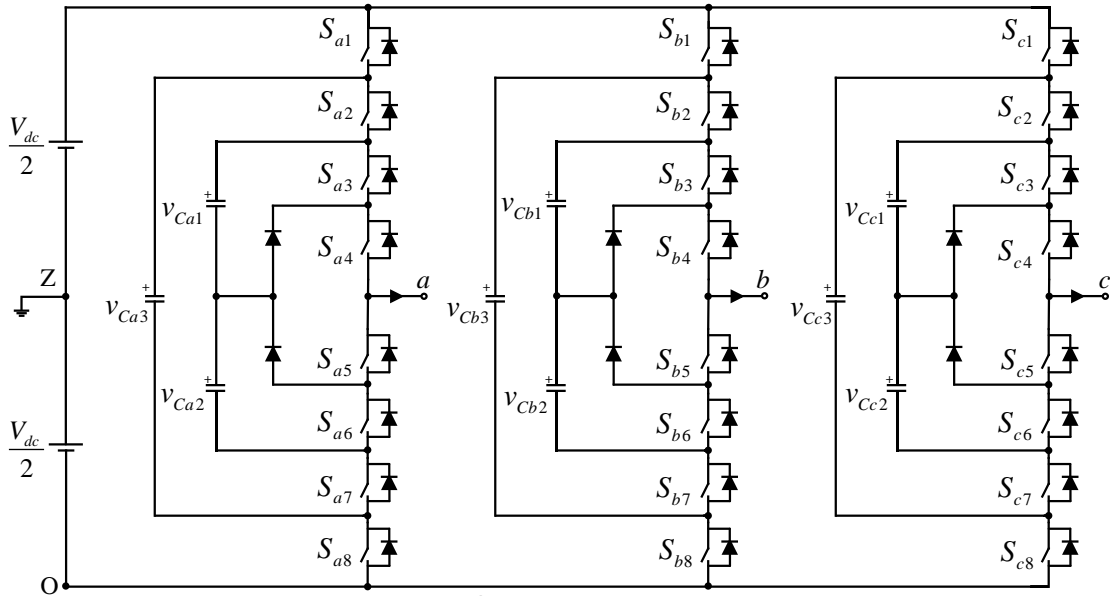 S_{a1}
S_{b1}
S_{c1}
S_{a2}
S_{b2}
S_{c2}
V_{dc}/2
+
+
+
S_{a3}
S_{b3}
S_{c3}
v_{Ca1}
v_{Cb1}
v_{Cc1}
S_{a4}
S_{b4}
S_{c4}
Z
a
b
c
+
+
+
v_{Ca3}
v_{Cb3}
v_{Cc3}
S_{a5}
S_{b5}
S_{c5}
+
+
+
v_{Ca2}
v_{Cb2}
v_{Cc2}
S_{a6}
S_{b6}
S_{c6}
V_{dc}/2
S_{a7}
S_{b7}
S_{c7}
S_{a8}
S_{b8}
S_{c8}
O